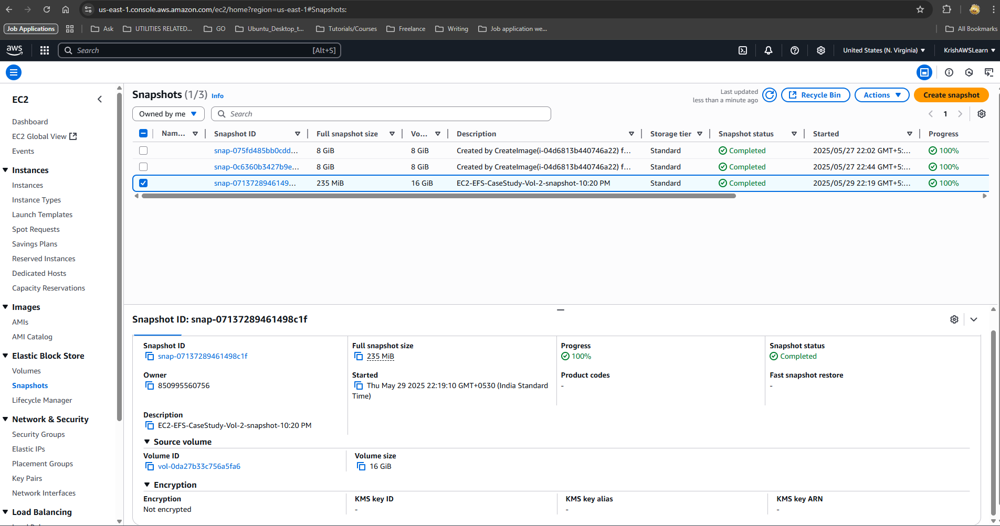 us-east-1.console.aws.amazon.com/ec2/home?region=us-east-1#Snapshots:
Job Applications
Ask
UTILITIES RELATED...
GO
Ubuntu_Desktop_t...
Tutorials/Courses
Freelance
Writing
Job application we...
All Bookmarks
aws
Search
[Alt+S]
United States (N. Virginia)
KrishAWSLearn
EC2
Dashboard
EC2 Global View
Events
Instances
Instances
Instance Types
Launch Templates
Spot Requests
Savings Plans
Reserved Instances
Dedicated Hosts
Capacity Reservations
Images
AMIs
AMI Catalog
Elastic Block Store
Volumes
Snapshots
Lifecycle Manager
Network & Security
Security Groups
Elastic IPs
Placement Groups
Key Pairs
Network Interfaces
Load Balancing
Snapshots (1/3) Info
Last updated
less than a minute ago
Recycle Bin
Actions
Create snapshot
Owned by me
Search
1
Nam... Snapshot ID Full snapshot size Vo... Description Storage tier Snapshot status Started Progress
snap-075fd485bb0cdd... 8 GiB 8 GiB Created by CreateImage(i-04d6813b440746a22) f... Standard Completed 2025/05/27 22:02 GMT+5:... 100%
snap-0c6360b3427b9e... 8 GiB 8 GiB Created by CreateImage(i-04d6813b440746a22) f... Standard Completed 2025/05/27 22:44 GMT+5:... 100%
snap-0713728946149... 235 MiB 16 GiB EC2-EFS-CaseStudy-Vol-2-snapshot-10:20 PM Standard Completed 2025/05/29 22:19 GMT+5:... 100%
Snapshot ID: snap-07137289461498c1f
Snapshot ID
snap-07137289461498c1f
Full snapshot size
235 MiB
Progress
100%
Snapshot status
Completed
Owner
850995560756
Started
Thu May 29 2025 22:19:10 GMT+0530 (India Standard
Time)
Product codes
-
Fast snapshot restore
-
Description
EC2-EFS-CaseStudy-Vol-2-snapshot-10:20 PM
Source volume
Volume ID
vol-0da27b33c756a5fa6
Volume size
16 GiB
Encryption
Encryption
Not encrypted
KMS key ID
-
KMS key alias
-
KMS key ARN
-